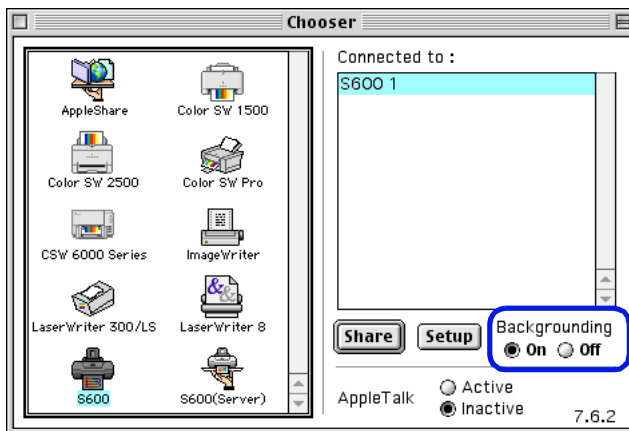 Chooser
AppleShare
Color SW 1500
Color SW 2500
Color SW Pro
CSW 6000 Series
ImageWriter
LaserWriter 300/LS
LaserWriter 8
S600
S600(Server)
Connected to :
S600 1
Share
Setup
Backgrounding
On Off
AppleTalk
Active
Inactive
7.6.2